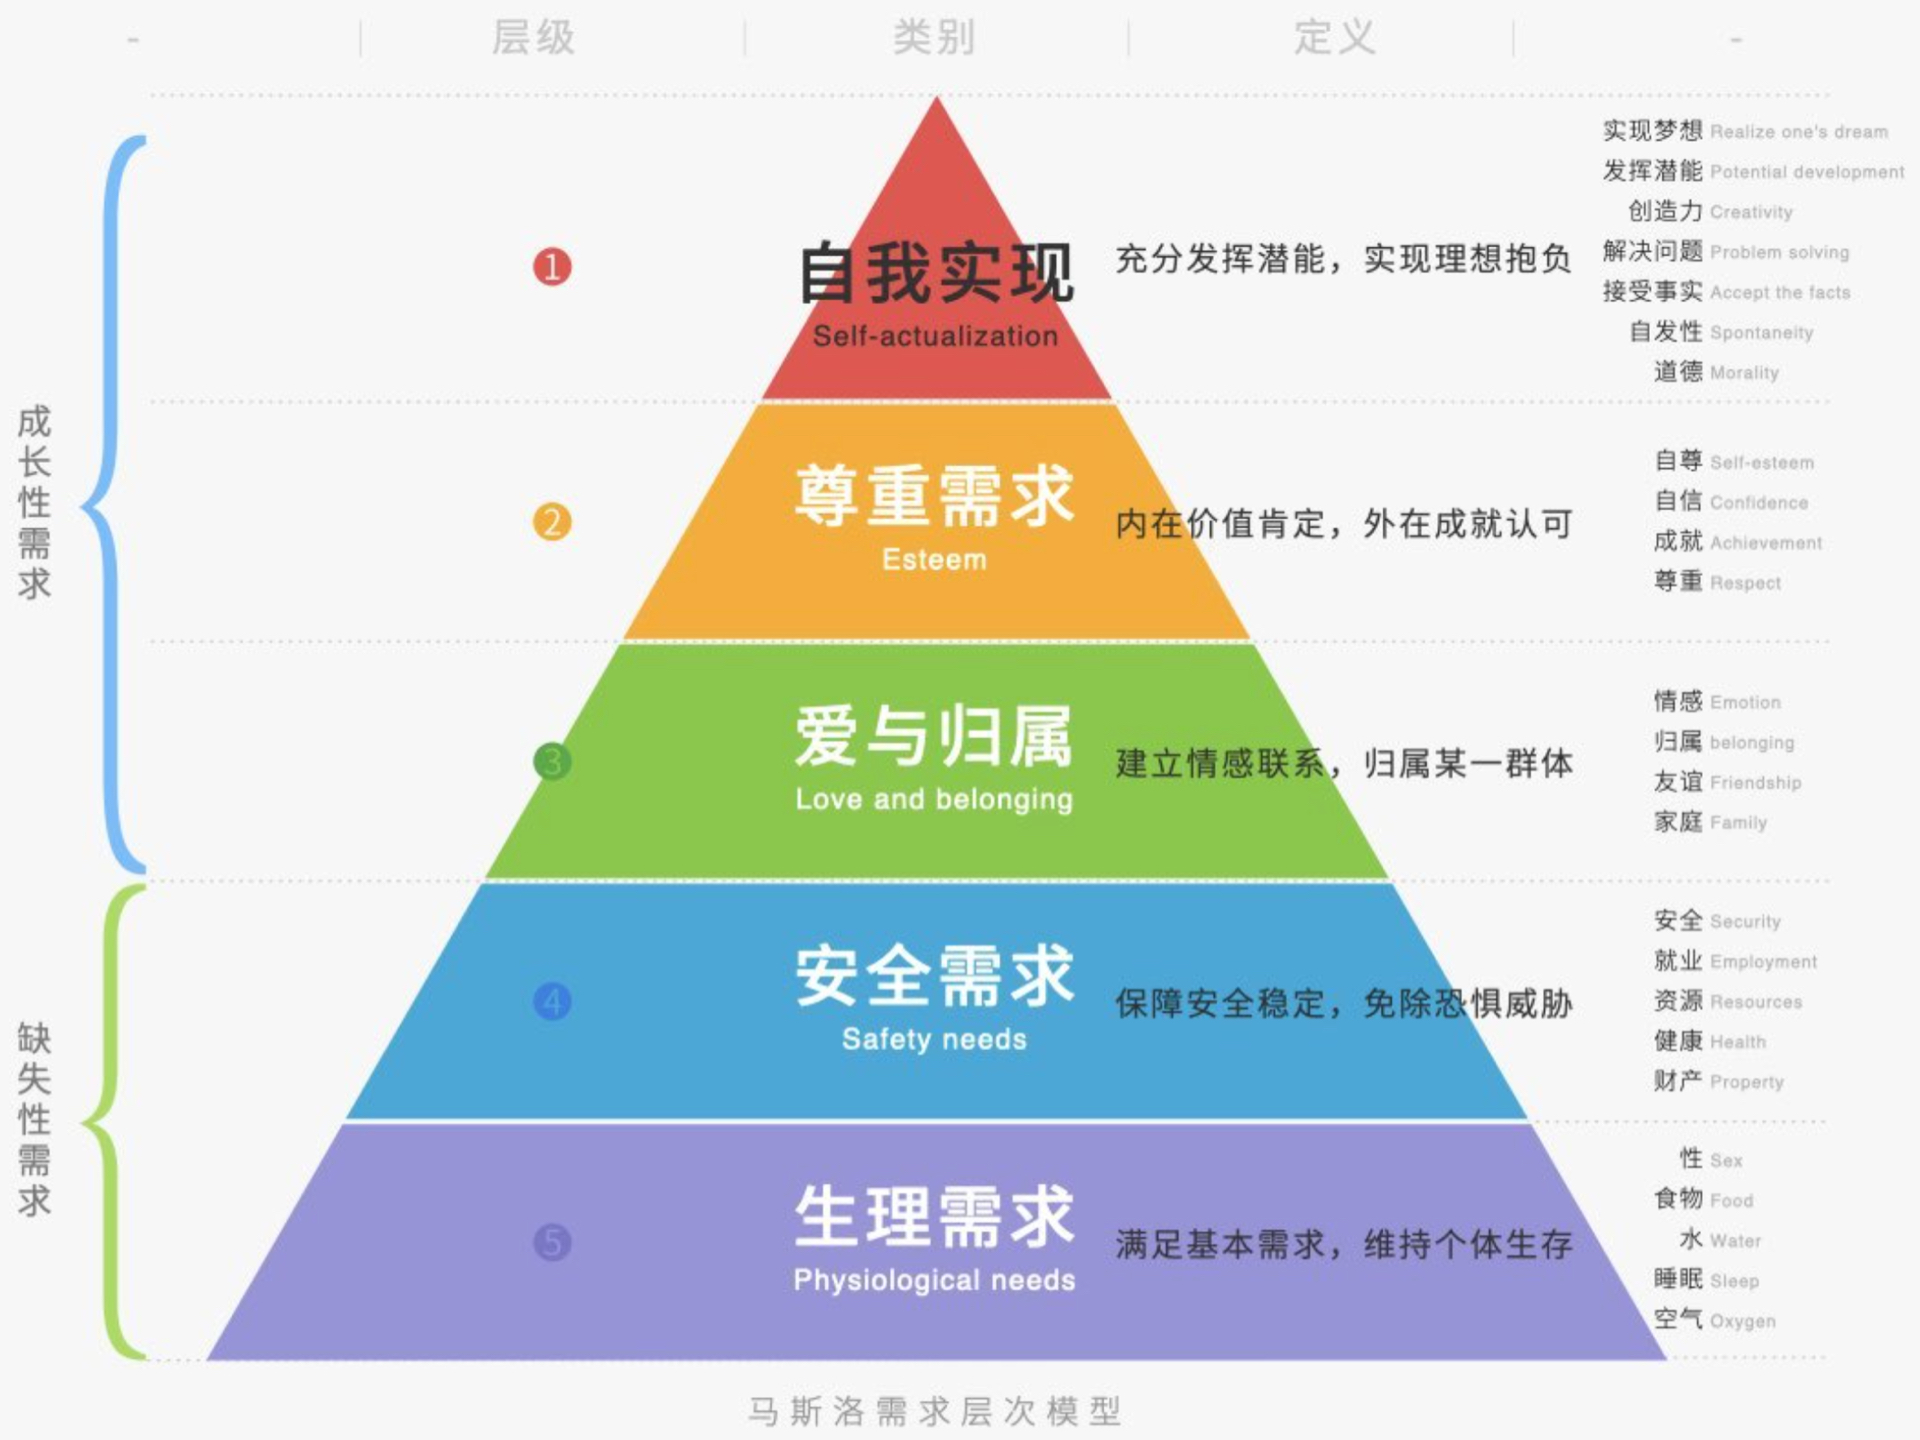 - 层级 类别 定义 -
成长性需求
1
自我实现
Self-actualization
充分发挥潜能，实现理想抱负
实现梦想 Realize one's dream
发挥潜能 Potential development
创造力 Creativity
解决问题 Problem solving
接受事实 Accept the facts
自发性 Spontaneity
道德 Morality
2
尊重需求
Esteem
内在价值肯定，外在成就认可
自尊 Self-esteem
自信 Confidence
成就 Achievement
尊重 Respect
3
爱与归属
Love and belonging
建立情感联系，归属某一群体
情感 Emotion
归属 belonging
友谊 Friendship
家庭 Family
缺失性需求
4
安全需求
Safety needs
保障安全稳定，免除恐惧威胁
安全 Security
就业 Employment
资源 Resources
健康 Health
财产 Property
5
生理需求
Physiological needs
满足基本需求，维持个体生存
性 Sex
食物 Food
水 Water
睡眠 Sleep
空气 Oxygen
马斯洛需求层次模型